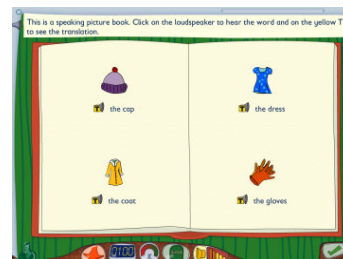 This is a speaking picture book. Click on the loudspeaker to hear the word and on the yellow T
to see the translation.
T the cap
T the dress
T the coat
T the gloves